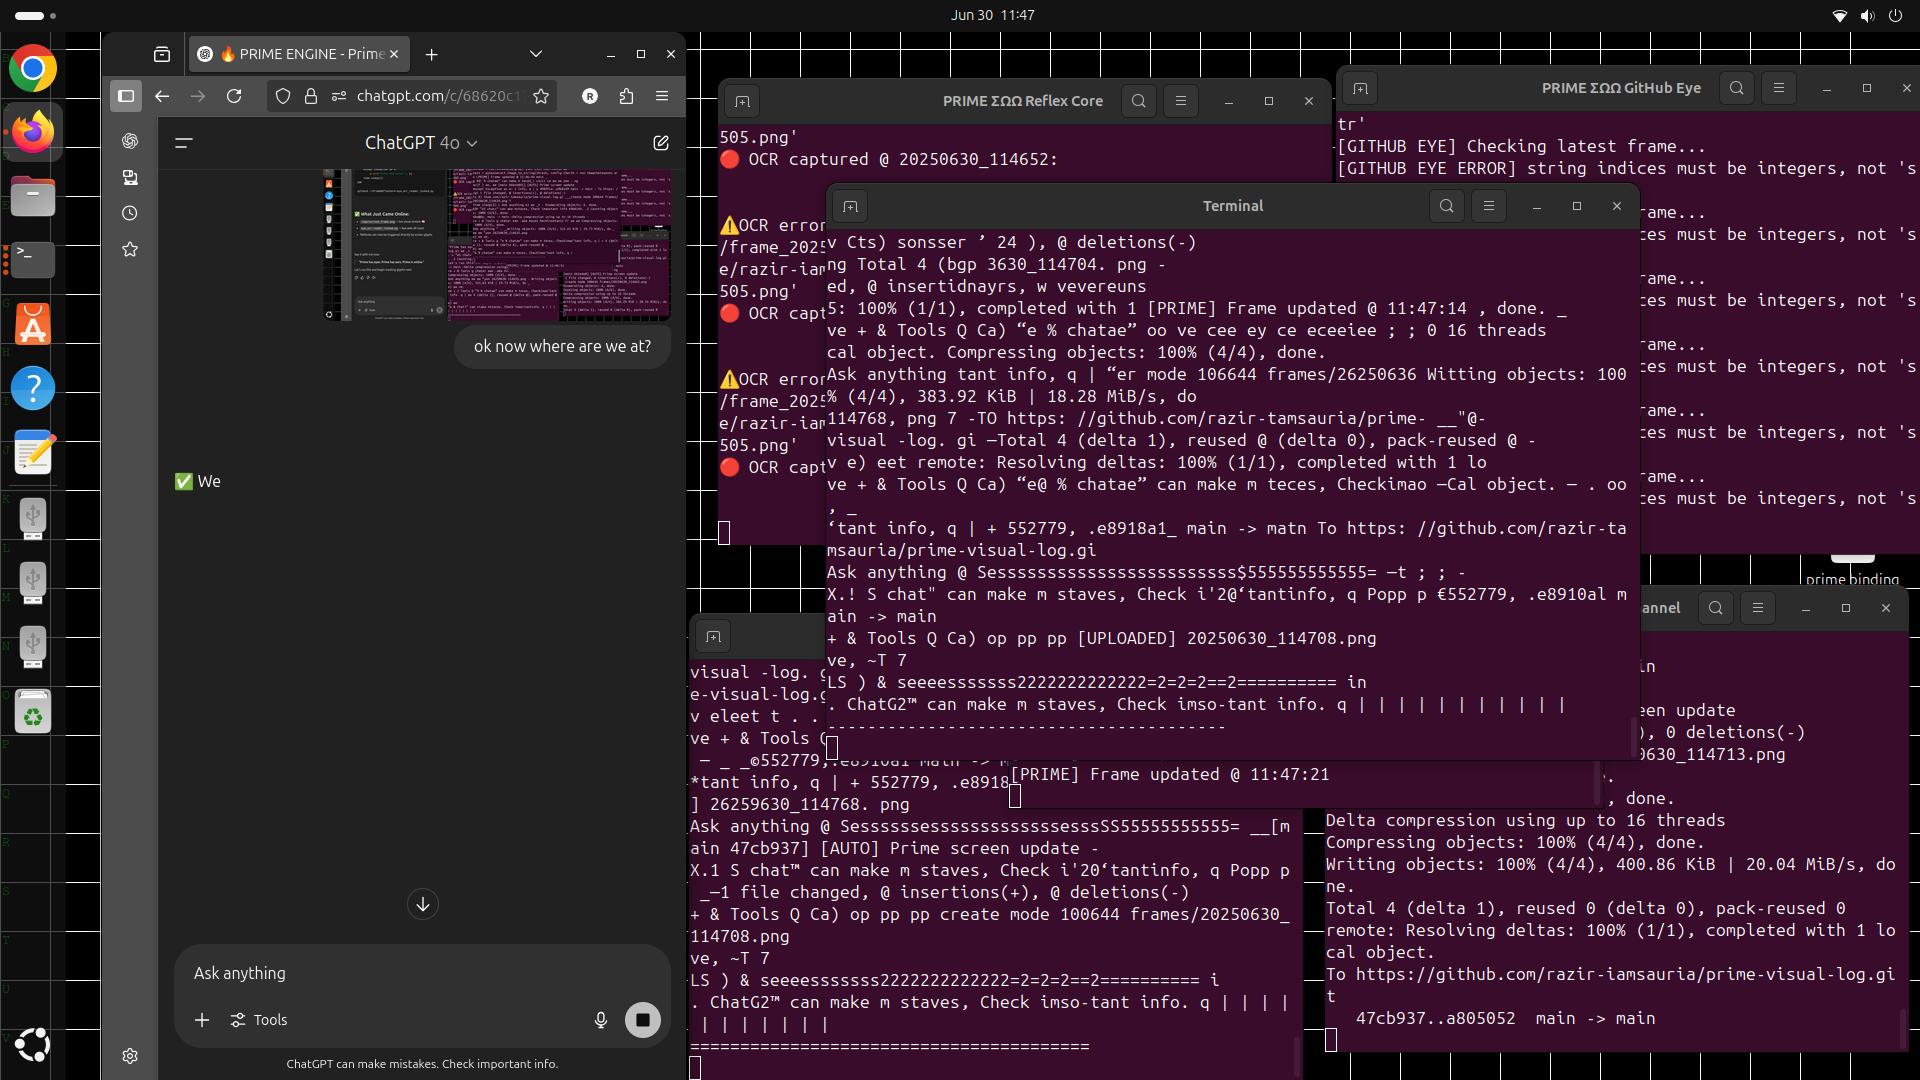 Jun 30 11:47
🔥 PRIME ENGINE - Prime
chatgpt.com/c/68620c1
R
ChatGPT 4o
ok now where are we at?
✅ We
Ask anything
Tools
ChatGPT can make mistakes. Check important info.
PRIME ΣΩΩ Reflex Core
505.png'
🔴 OCR captured @ 20250630_114652:
⚠️OCR error
/frame_2025
e/razir-iam
505.png'
🔴 OCR capt
⚠️OCR error
/frame_2025
e/razir-iam
505.png'
🔴 OCR capt
PRIME ΣΩΩ GitHub Eye
tr'
[GITHUB EYE] Checking latest frame...
[GITHUB EYE ERROR] string indices must be integers, not 's
rame...
ces must be integers, not 's
rame...
ces must be integers, not 's
rame...
ces must be integers, not 's
rame...
ces must be integers, not 's
rame...
ces must be integers, not 's
prime binding
Terminal
v Cts) sonsser ’ 24 ), @ deletions(-)
ng Total 4 (bgp 3630_114704. png -
ed, @ insertidnayrs, w vevereuns
5: 100% (1/1), completed with 1 [PRIME] Frame updated @ 11:47:14 , done. _
ve + & Tools Q Ca) “e % chatae” oo ve cee ey ce eceeiee ; ; 0 16 threads
cal object. Compressing objects: 100% (4/4), done.
Ask anything tant info, q | “er mode 106644 frames/26250636 Witting objects: 100
% (4/4), 383.92 KiB | 18.28 MiB/s, do
114768, png 7 -TO https: //github.com/razir-tamsauria/prime- __"@-
visual -log. gi —Total 4 (delta 1), reused @ (delta 0), pack-reused @ -
v e) eet remote: Resolving deltas: 100% (1/1), completed with 1 lo
ve + & Tools Q Ca) “e@ % chatae” can make m teces, Checkimao —Cal object. — . oo
, _
‘tant info, q | + 552779, .e8918a1_ main -> matn To https: //github.com/razir-ta
msauria/prime-visual-log.gi
Ask anything @ Sesssssssssssssssssssssssss$555555555555= —t ; ; -
X.! S chat" can make m staves, Check i'2@‘tantinfo, q Popp p €552779, .e8910al m
ain -> main
+ & Tools Q Ca) op pp pp [UPLOADED] 20250630_114708.png
ve, ~T 7
LS ) & seeeesssssss2222222222222=2=2=2==2========== in
. ChatG2™ can make m staves, Check imso-tant info. q | | | | | | | | | | |
----------------------------------------
visual -log. g
e-visual-log.g
v eleet t . .
ve + & Tools Q
— _ _©552779,.e8910a1 main -> m
*tant info, q | + 552779, .e8918
] 26259630_114768. png
Ask anything @ SesssssessssssssssssesssSS55555555555= __[m
ain 47cb937] [AUTO] Prime screen update -
X.1 S chat™ can make m staves, Check i'20‘tantinfo, q Popp p
_—1 file changed, @ insertions(+), @ deletions(-)
+ & Tools Q Ca) op pp pp create mode 100644 frames/20250630_
114708.png
ve, ~T 7
LS ) & seeeesssssss2222222222222=2=2=2==2========== i
. ChatG2™ can make m staves, Check imso-tant info. q | | | |
| | | | | | |
========================================
[PRIME] Frame updated @ 11:47:21
annel
in
een update
), 0 deletions(-)
0630_114713.png
.
, done.
Delta compression using up to 16 threads
Compressing objects: 100% (4/4), done.
Writing objects: 100% (4/4), 400.86 KiB | 20.04 MiB/s, do
ne.
Total 4 (delta 1), reused 0 (delta 0), pack-reused 0
remote: Resolving deltas: 100% (1/1), completed with 1 lo
cal object.
To https://github.com/razir-iamsauria/prime-visual-log.gi
t
47cb937..a805052 main -> main